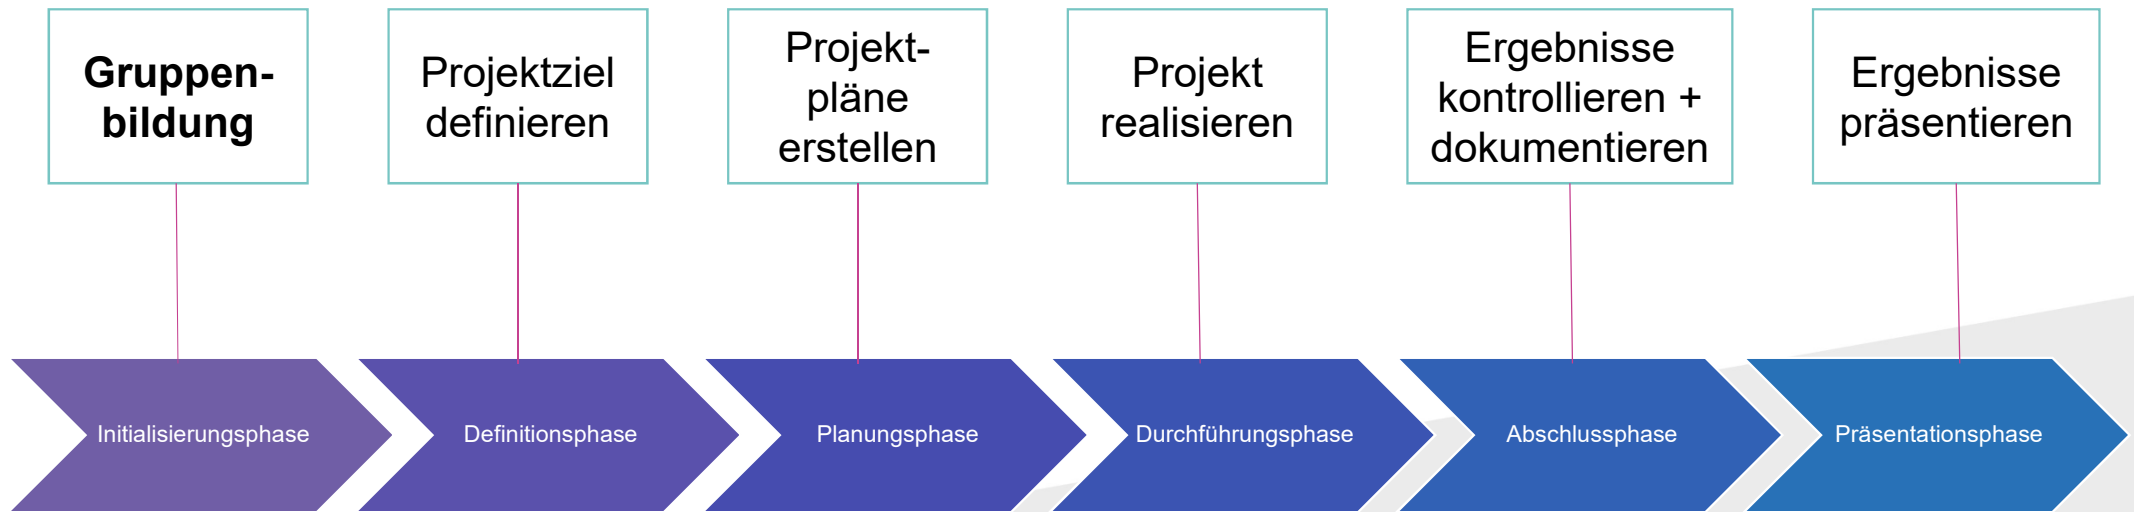 Gruppen-
bildung
Projektziel
definieren
Projekt-
pläne
erstellen
Projekt
realisieren
Ergebnisse
kontrollieren +
dokumentieren
Ergebnisse
präsentieren
Initialisierungsphase
Definitionsphase
Planungsphase
Durchführungsphase
Abschlussphase
Präsentationsphase